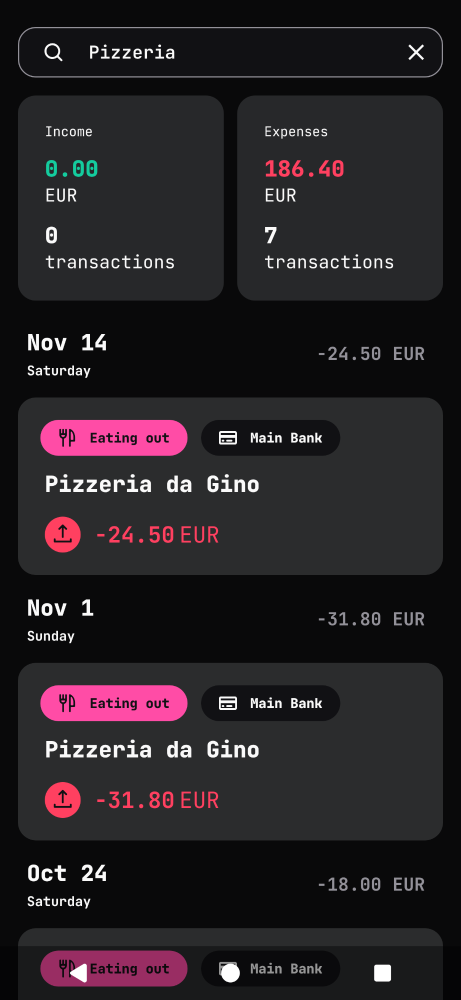 Pizzeria
Income
0.00
EUR
0
transactions
Expenses
186.40
EUR
7
transactions
Nov 14
Saturday
-24.50 EUR
Eating out
Main Bank
Pizzeria da Gino
-24.50 EUR
Nov 1
Sunday
-31.80 EUR
Eating out
Main Bank
Pizzeria da Gino
-31.80 EUR
Oct 24
Saturday
-18.00 EUR
Eating out
Main Bank